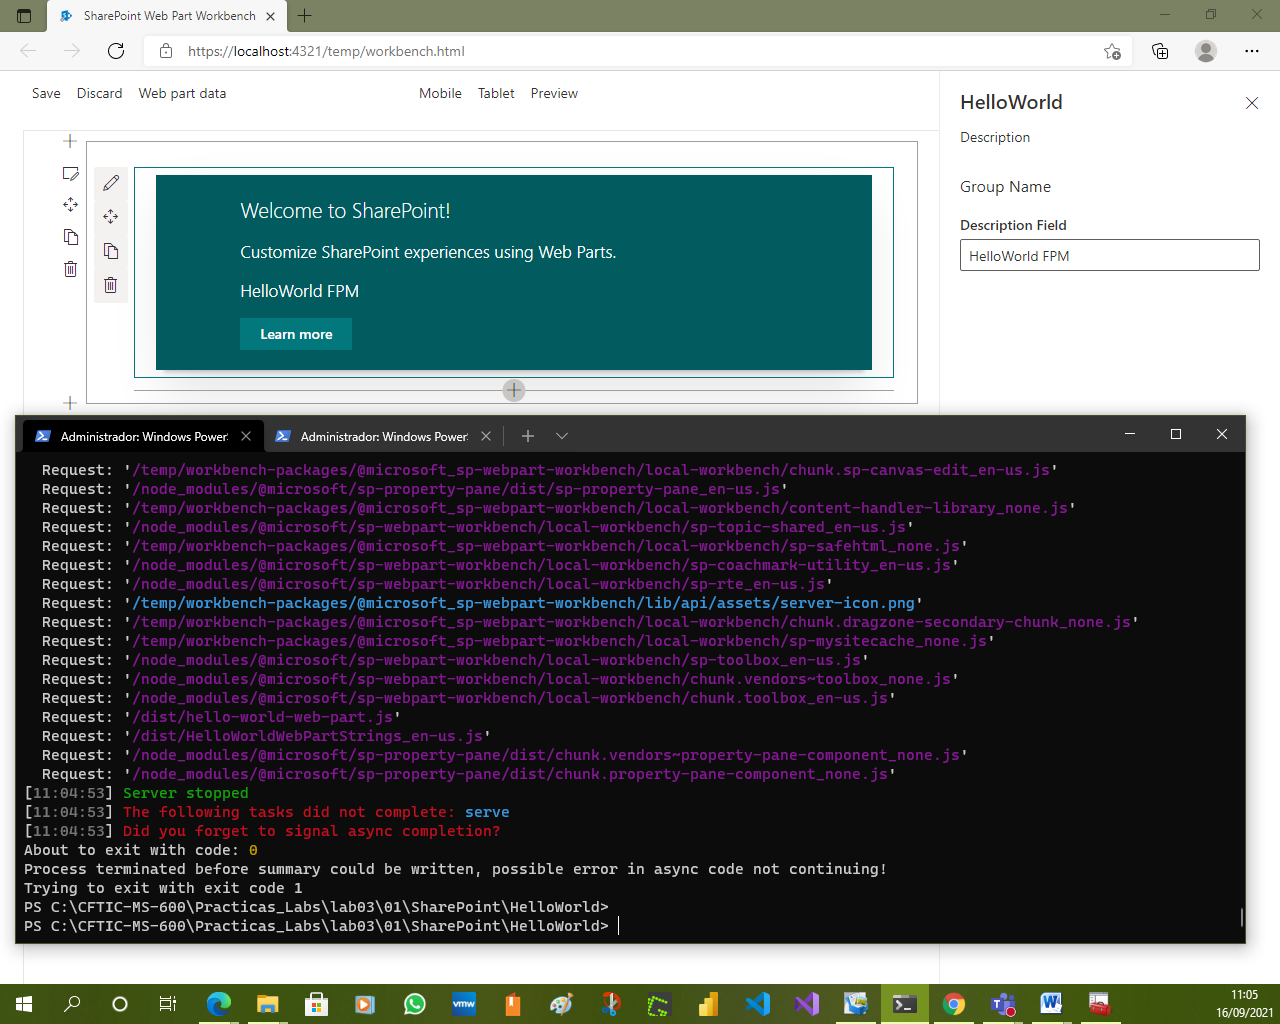 SharePoint Web Part Workbench
https://localhost:4321/temp/workbench.html
Save Discard Web part data Mobile Tablet Preview
HelloWorld
Description
Group Name
Description Field
HelloWorld FPM
Welcome to SharePoint!
Customize SharePoint experiences using Web Parts.
HelloWorld FPM
Learn more
Administrador: Windows Power Administrador: Windows Power
Request: '/temp/workbench-packages/@microsoft_sp-webpart-workbench/local-workbench/chunk.sp-canvas-edit_en-us.js'
Request: '/node_modules/@microsoft/sp-property-pane/dist/sp-property-pane_en-us.js'
Request: '/temp/workbench-packages/@microsoft_sp-webpart-workbench/local-workbench/content-handler-library_none.js'
Request: '/node_modules/@microsoft/sp-webpart-workbench/local-workbench/sp-topic-shared_en-us.js'
Request: '/temp/workbench-packages/@microsoft_sp-webpart-workbench/local-workbench/sp-safehtml_none.js'
Request: '/node_modules/@microsoft/sp-webpart-workbench/local-workbench/sp-coachmark-utility_en-us.js'
Request: '/node_modules/@microsoft/sp-webpart-workbench/local-workbench/sp-rte_en-us.js'
Request: '/temp/workbench-packages/@microsoft_sp-webpart-workbench/lib/api/assets/server-icon.png'
Request: '/temp/workbench-packages/@microsoft_sp-webpart-workbench/local-workbench/chunk.dragzone-secondary-chunk_none.js'
Request: '/temp/workbench-packages/@microsoft_sp-webpart-workbench/local-workbench/sp-mysitecache_none.js'
Request: '/node_modules/@microsoft/sp-webpart-workbench/local-workbench/sp-toolbox_en-us.js'
Request: '/node_modules/@microsoft/sp-webpart-workbench/local-workbench/chunk.vendors~toolbox_none.js'
Request: '/node_modules/@microsoft/sp-webpart-workbench/local-workbench/chunk.toolbox_en-us.js'
Request: '/dist/hello-world-web-part.js'
Request: '/dist/HelloWorldWebPartStrings_en-us.js'
Request: '/node_modules/@microsoft/sp-property-pane/dist/chunk.vendors~property-pane-component_none.js'
Request: '/node_modules/@microsoft/sp-property-pane/dist/chunk.property-pane-component_none.js'
[11:04:53] Server stopped
[11:04:53] The following tasks did not complete: serve
[11:04:53] Did you forget to signal async completion?
About to exit with code: 0
Process terminated before summary could be written, possible error in async code not continuing!
Trying to exit with exit code 1
PS C:\CFTIC-MS-600\Practicas_Labs\lab03\01\SharePoint\HelloWorld>
PS C:\CFTIC-MS-600\Practicas_Labs\lab03\01\SharePoint\HelloWorld>
vmw
11:05
16/09/2021